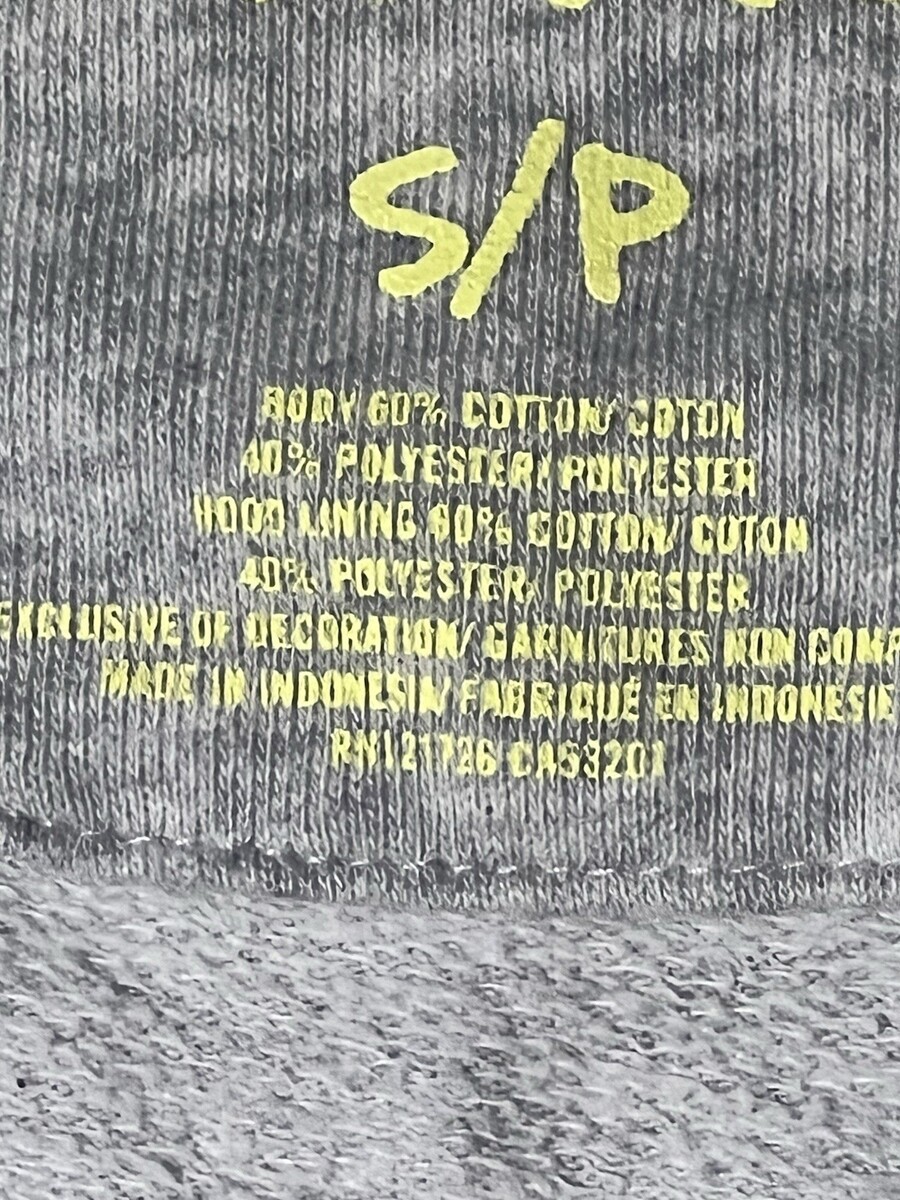 S/P
BODY 60% COTTON/ COTON
40% POLYESTER/ POLYESTER
HOOD LINING 60% COTTON/ COTON
40% POLYESTER/ POLYESTER
EXCLUSIVE OF DECORATION/ GARNITURES NON COMP
MADE IN INDONESIA/ FABRIQUÉ EN INDONESIE
RN121726 CA53201